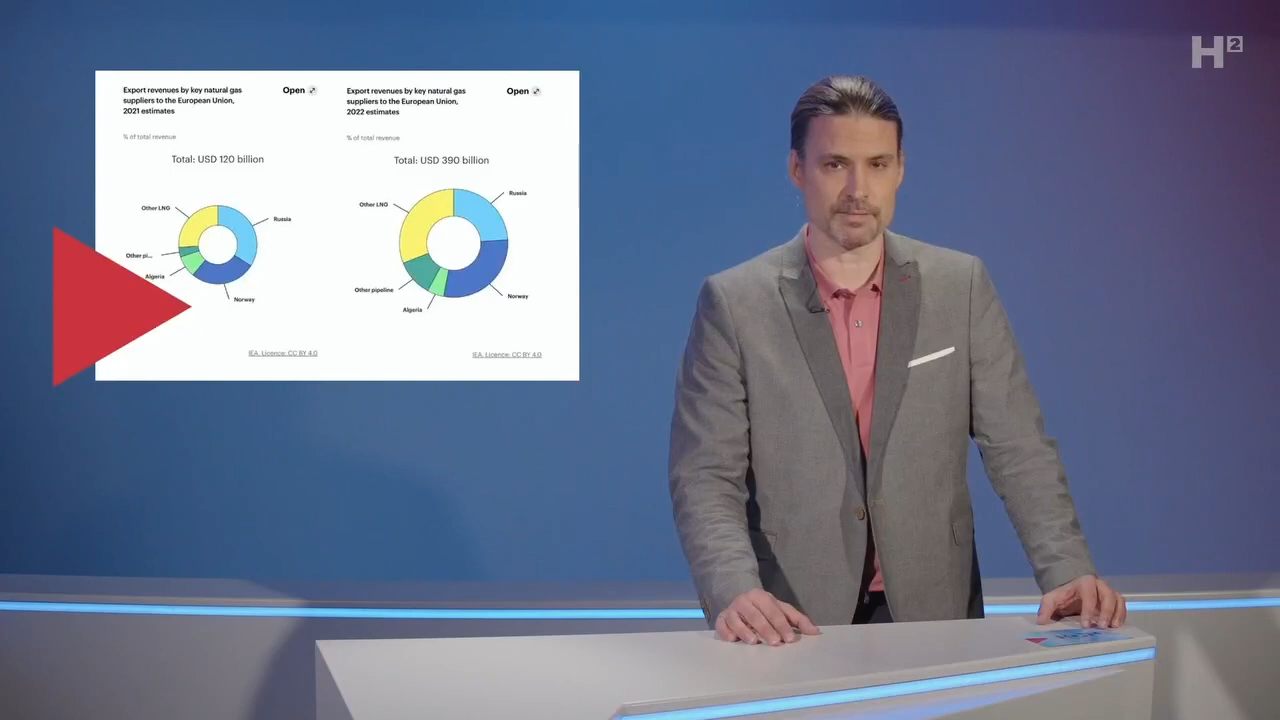 H2
Export revenues by key natural gas
suppliers to the European Union,
2021 estimates
Open
% of total revenue
Total: USD 120 billion
Other LNG
Russia
Other pi...
Algeria
Norway
IEA. Licence: CC BY 4.0
Export revenues by key natural gas
suppliers to the European Union,
2022 estimates
Open
% of total revenue
Total: USD 390 billion
Russia
Other LNG
Other pipeline
Norway
Algeria
IEA. Licence: CC BY 4.0